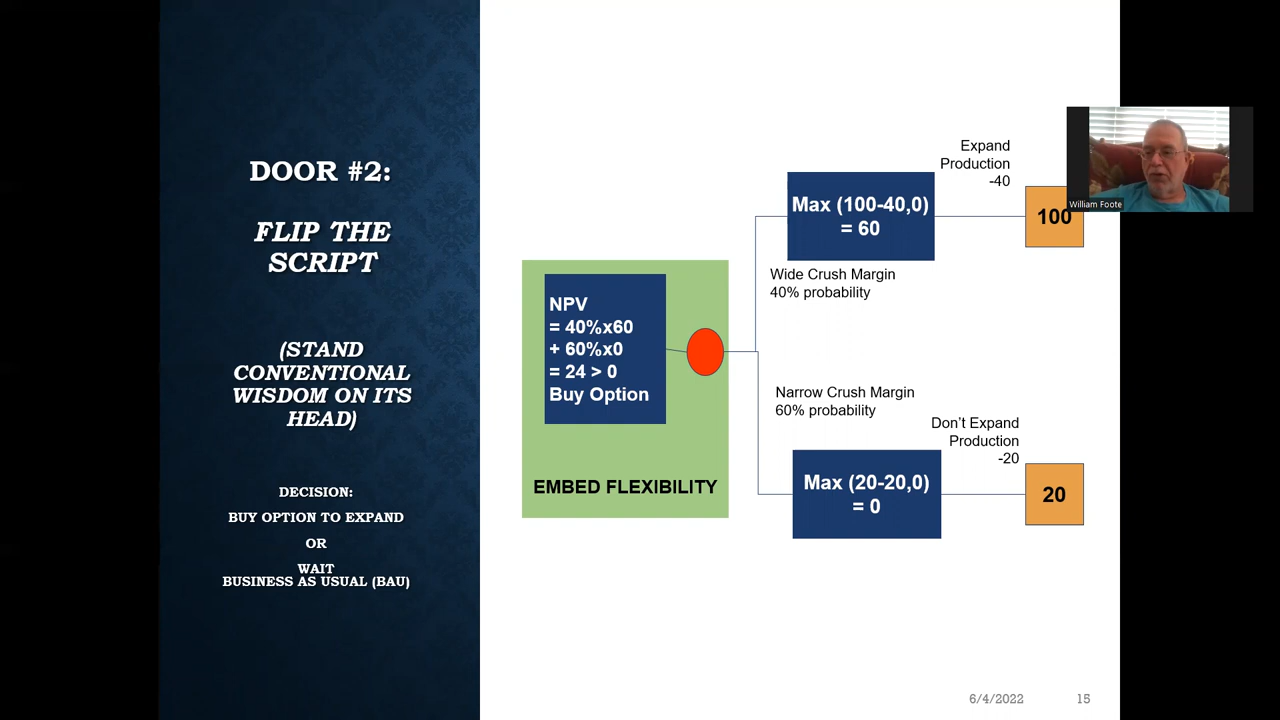 DOOR #2:
FLIP THE
SCRIPT
(STAND
CONVENTIONAL
WISDOM ON ITS
HEAD)
DECISION:
BUY OPTION TO EXPAND
OR
WAIT
BUSINESS AS USUAL (BAU)
NPV
= 40%x60
+ 60%x0
= 24 > 0
Buy Option
EMBED FLEXIBILITY
Max (100-40,0)
= 60
Wide Crush Margin
40% probability
Expand
Production
-40
100
William Foote
Narrow Crush Margin
60% probability
Don't Expand
Production
-20
Max (20-20,0)
= 0
20
6/4/2022
15